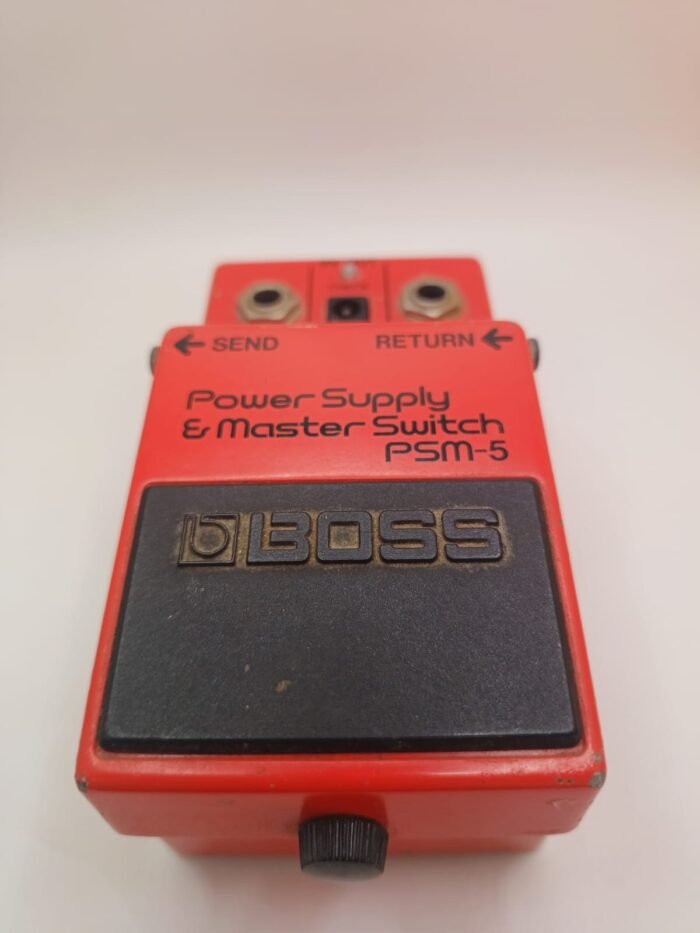 ← SEND RETURN ←
Power Supply
& Master Switch
PSM-5
BOSS